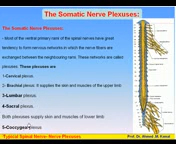 The Somatic Nerve Plexuses:
The Somatic Nerve Plexuses:
- Most of the ventral primary rami of the spinal nerves have great
tendency to form nervous networks in which the nerve fibers are
exchanged between the neighbouring rami. These networks are called
plexuses. These plexuses are
1-Cervical plexus.
2- Brachial plexus: It supplies the skin and muscles of the upper limb
3-Lumbar plexus.
4-Sacral plexus
Both plexuses supply skin and muscles of lower limb.
5-Coccygeal plexus
Typical Spinal Nerve- Nerve Plexuses
Prof. Dr. Ahmed M. Kamal